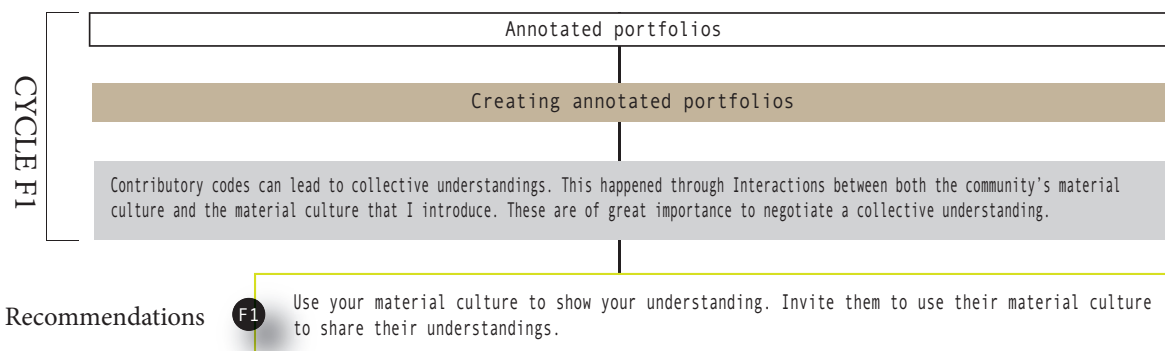 CYCLE F1
Annotated portfolios
Creating annotated portfolios
Contributory codes can lead to collective understandings. This happened through Interactions between both the community’s material
culture and the material culture that I introduce. These are of great importance to negotiate a collective understanding.
Recommendations
F1
Use your material culture to show your understanding. Invite them to use their material culture
to share their understandings.